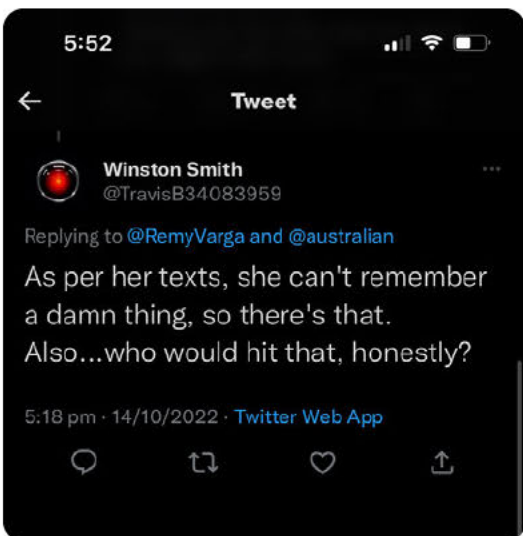 5:52
Tweet
Winston Smith
@TravisB34083959
Replying to @RemyVarga and @australian
As per her texts, she can't remember
a damn thing, so there's that.
Also...who would hit that, honestly?
5:18 pm · 14/10/2022 · Twitter Web App